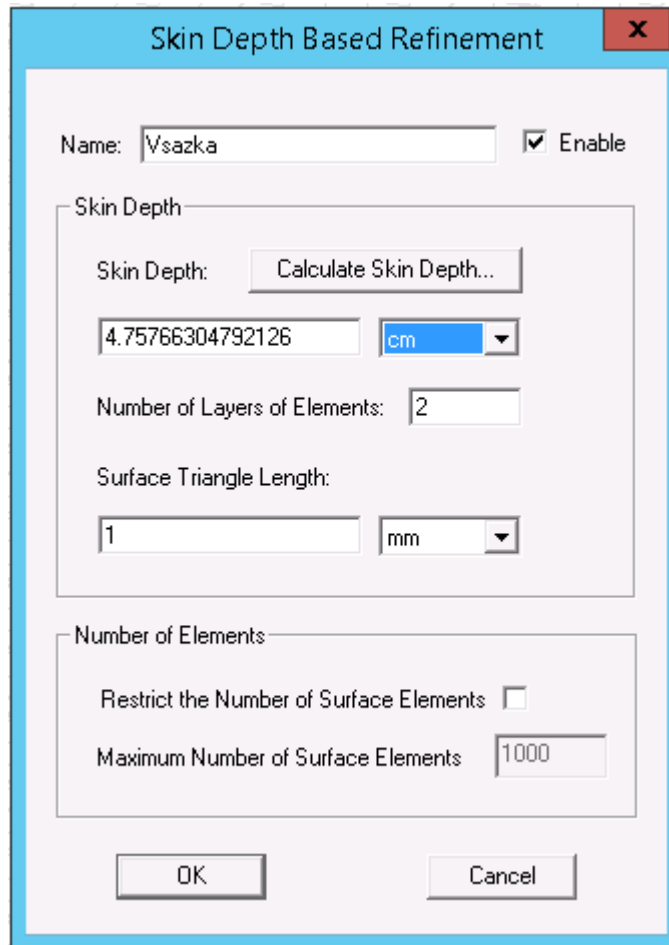 Skin Depth Based Refinement
x
Name: Vsazka Enable
Skin Depth
Skin Depth: Calculate Skin Depth...
4.75766304792126 cm
Number of Layers of Elements: 2
Surface Triangle Length:
1 mm
Number of Elements
Restrict the Number of Surface Elements
Maximum Number of Surface Elements 1000
OK Cancel